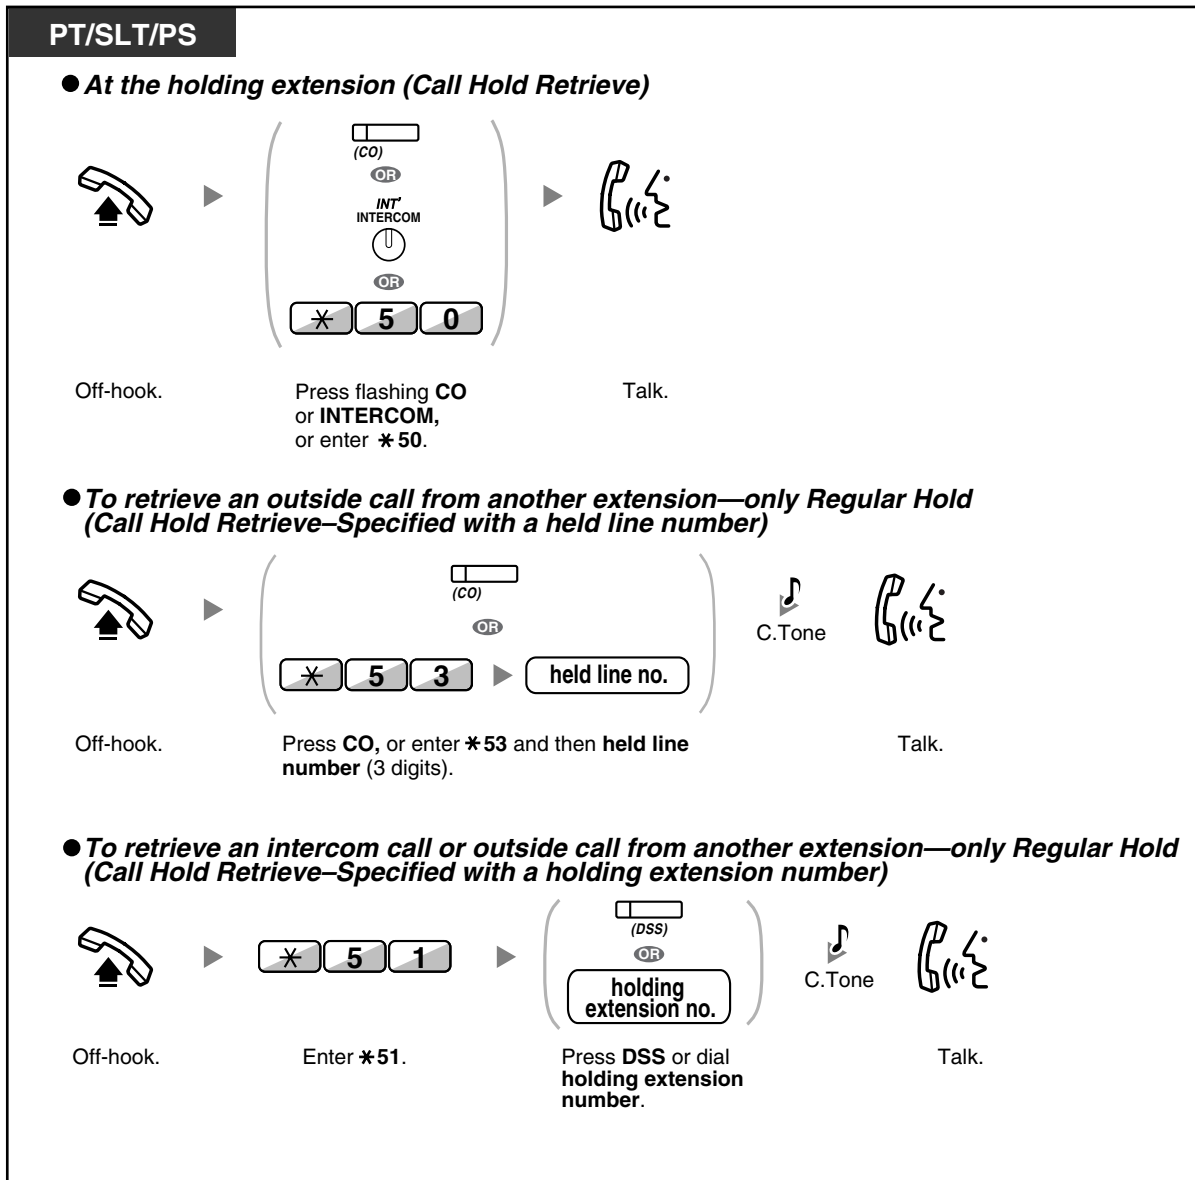 PT/SLT/PS
● At the holding extension (Call Hold Retrieve)
(CO)
OR
INT'
INTERCOM
OR
* 5 0
Off-hook.
Press flashing CO
or INTERCOM,
or enter *50.
Talk.
● To retrieve an outside call from another extension—only Regular Hold
(Call Hold Retrieve–Specified with a held line number)
(CO)
OR
* 5 3 held line no.
C.Tone
Off-hook.
Press CO, or enter *53 and then held line
number (3 digits).
Talk.
● To retrieve an intercom call or outside call from another extension—only Regular Hold
(Call Hold Retrieve–Specified with a holding extension number)
* 5 1
(DSS)
OR
holding
extension no.
C.Tone
Off-hook.
Enter *51.
Press DSS or dial
holding extension
number.
Talk.